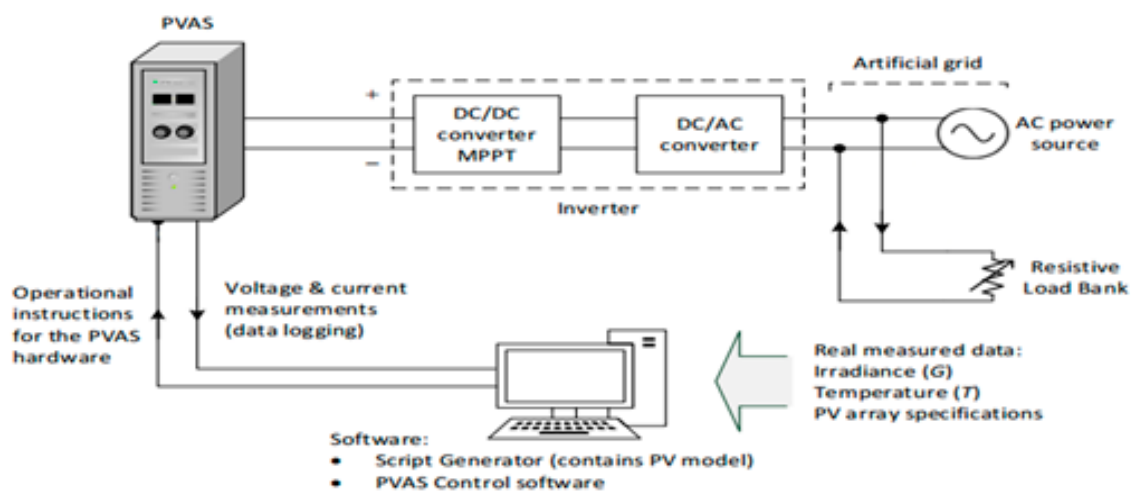 PVAS
Artificial grid
+
DC/DC
converter
MPPT
−
DC/AC
converter
AC power
source
Inverter
Resistive
Load Bank
Operational
instructions
for the PVAS
hardware
Voltage & current
measurements
(data logging)
Real measured data:
Irradiance (G)
Temperature (T)
PV array specifications
Software:
• Script Generator (contains PV model)
• PVAS Control software